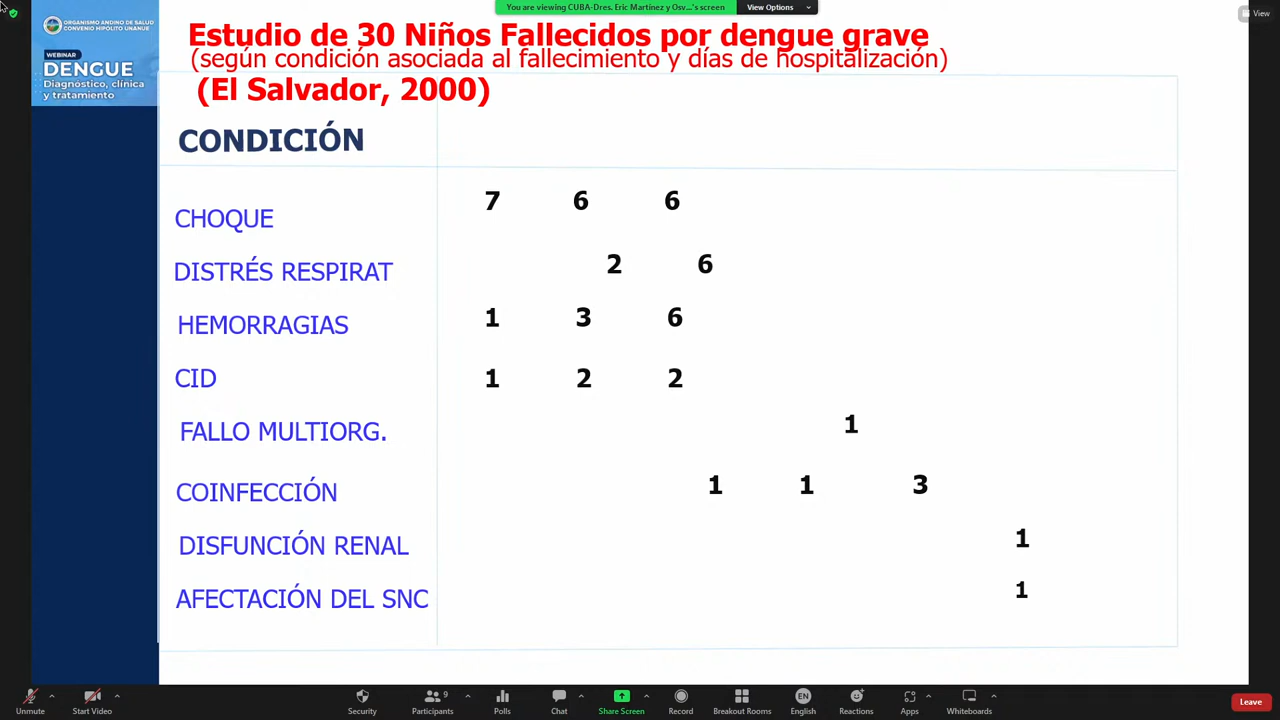 You are viewing CUBA-Dres. Eric Martínez y Osv...'s screen
View Options
View
ORGANISMO ANDINO DE SALUD
CONVENIO HIPÓLITO UNANUE
WEBINAR
DENGUE
Diagnóstico, clínica
y tratamiento
Estudio de 30 Niños Fallecidos por dengue grave
(según condición asociada al fallecimiento y días de hospitalización)
(El Salvador, 2000)
CONDICIÓN
CHOQUE 7 6 6
DISTRÉS RESPIRAT 2 6
HEMORRAGIAS 1 3 6
CID 1 2 2
FALLO MULTIORG. 1
COINFECCIÓN 1 1 3
DISFUNCIÓN RENAL 1
AFECTACIÓN DEL SNC 1
Unmute Start Video Security Participants 9 Polls Chat Share Screen Record Breakout Rooms EN English Reactions Apps Whiteboards Leave